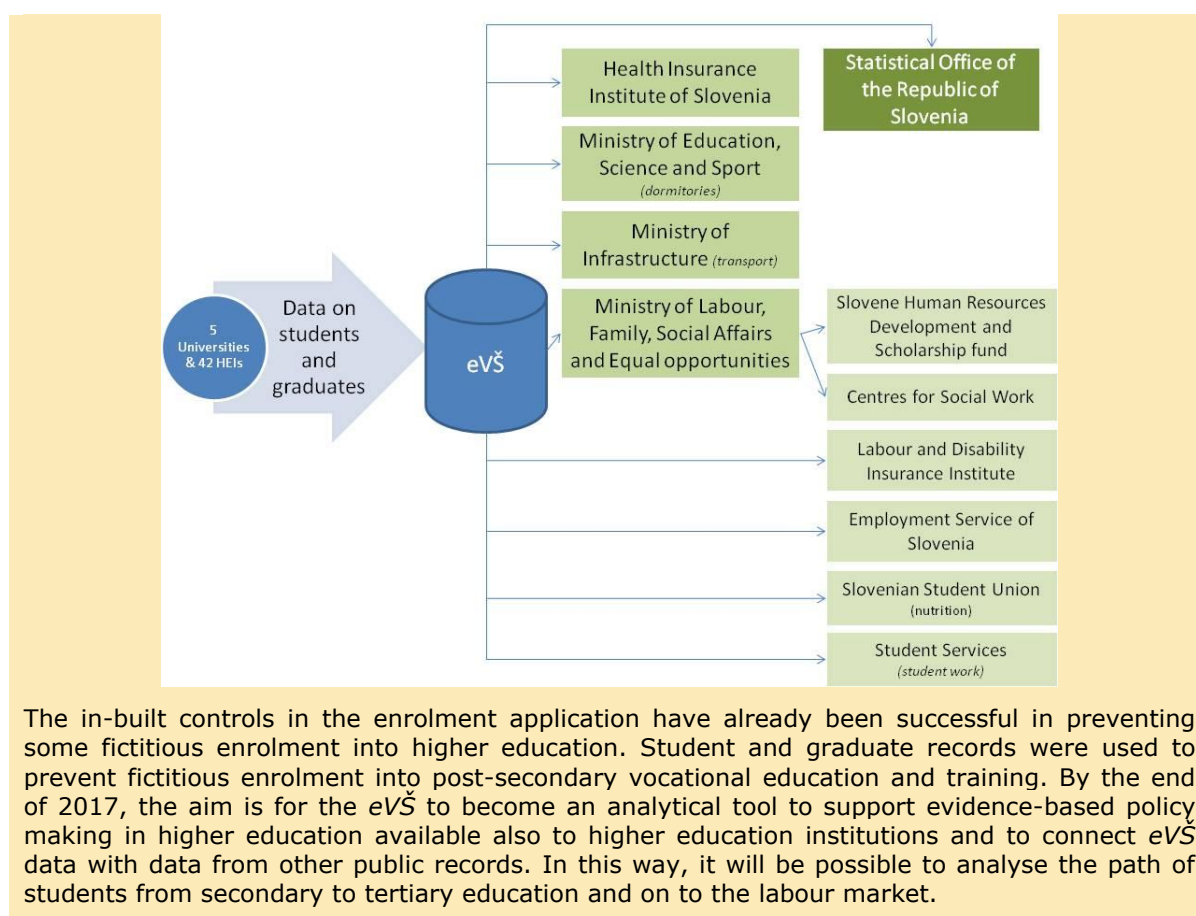 Health Insurance
Institute of Slovenia
Statistical Office of
the Republic of
Slovenia
Ministry of Education,
Science and Sport
(dormitories)
Ministry of
Infrastructure (transport)
5
Universities
& 42 HEIs
Data on
students
and
graduates
eVŠ
Ministry of Labour,
Family, Social Affairs
and Equal opportunities
Slovene Human Resources
Development and
Scholarship fund
Centres for Social Work
Labour and Disability
Insurance Institute
Employment Service of
Slovenia
Slovenian Student Union
(nutrition)
Student Services
(student work)
The in-built controls in the enrolment application have already been successful in preventing
some fictitious enrolment into higher education. Student and graduate records were used to
prevent fictitious enrolment into post-secondary vocational education and training. By the end
of 2017, the aim is for the eVŠ to become an analytical tool to support evidence-based policy
making in higher education available also to higher education institutions and to connect eVŠ
data with data from other public records. In this way, it will be possible to analyse the path of
students from secondary to tertiary education and on to the labour market.